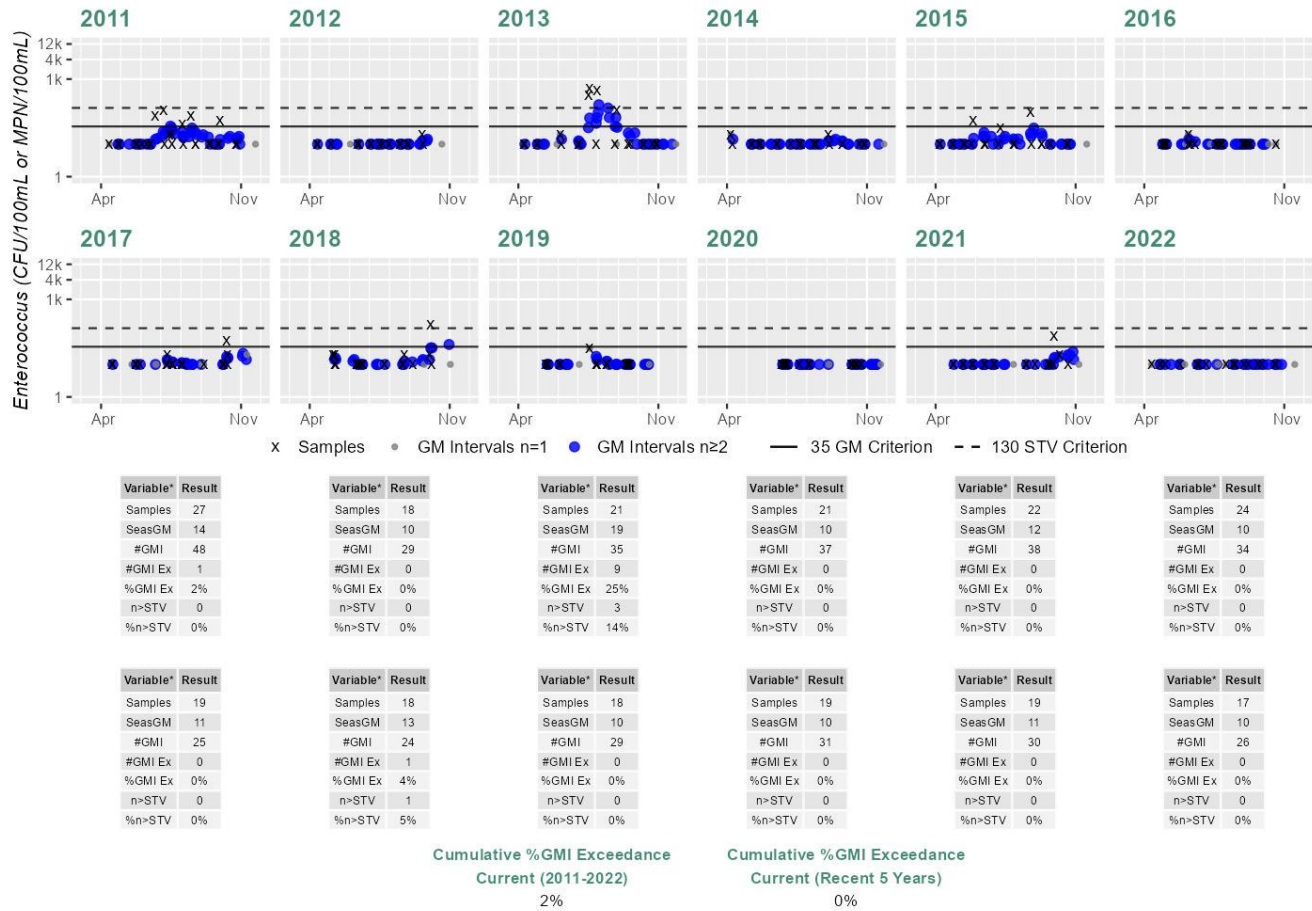 2011 2012 2013 2014 2015 2016
Enterococcus (CFU/100mL or MPN/100mL)
12k
4k
1k
1
Apr Nov Apr Nov Apr Nov Apr Nov Apr Nov Apr Nov
2017 2018 2019 2020 2021 2022
12k
4k
1k
1
Apr Nov Apr Nov Apr Nov Apr Nov Apr Nov Apr Nov
x Samples GM Intervals n=1 GM Intervals n≥2 35 GM Criterion 130 STV Criterion
Variable* Result Variable* Result Variable* Result Variable* Result Variable* Result Variable* Result
Samples 27 Samples 18 Samples 21 Samples 21 Samples 22 Samples 24
SeasGM 14 SeasGM 10 SeasGM 19 SeasGM 10 SeasGM 12 SeasGM 10
#GMI 48 #GMI 29 #GMI 35 #GMI 37 #GMI 38 #GMI 34
#GMI Ex 1 #GMI Ex 0 #GMI Ex 9 #GMI Ex 0 #GMI Ex 0 #GMI Ex 0
%GMI Ex 2% %GMI Ex 0% %GMI Ex 25% %GMI Ex 0% %GMI Ex 0% %GMI Ex 0%
n>STV 0 n>STV 0 n>STV 3 n>STV 0 n>STV 0 n>STV 0
%n>STV 0% %n>STV 0% %n>STV 14% %n>STV 0% %n>STV 0% %n>STV 0%
Variable* Result Variable* Result Variable* Result Variable* Result Variable* Result Variable* Result
Samples 19 Samples 18 Samples 18 Samples 19 Samples 19 Samples 17
SeasGM 11 SeasGM 13 SeasGM 10 SeasGM 10 SeasGM 11 SeasGM 10
#GMI 25 #GMI 24 #GMI 29 #GMI 31 #GMI 30 #GMI 26
#GMI Ex 0 #GMI Ex 1 #GMI Ex 0 #GMI Ex 0 #GMI Ex 0 #GMI Ex 0
%GMI Ex 0% %GMI Ex 4% %GMI Ex 0% %GMI Ex 0% %GMI Ex 0% %GMI Ex 0%
n>STV 0 n>STV 1 n>STV 0 n>STV 0 n>STV 0 n>STV 0
%n>STV 0% %n>STV 5% %n>STV 0% %n>STV 0% %n>STV 0% %n>STV 0%
Cumulative %GMI Exceedance
Current (2011-2022)
2%
Cumulative %GMI Exceedance
Current (Recent 5 Years)
0%